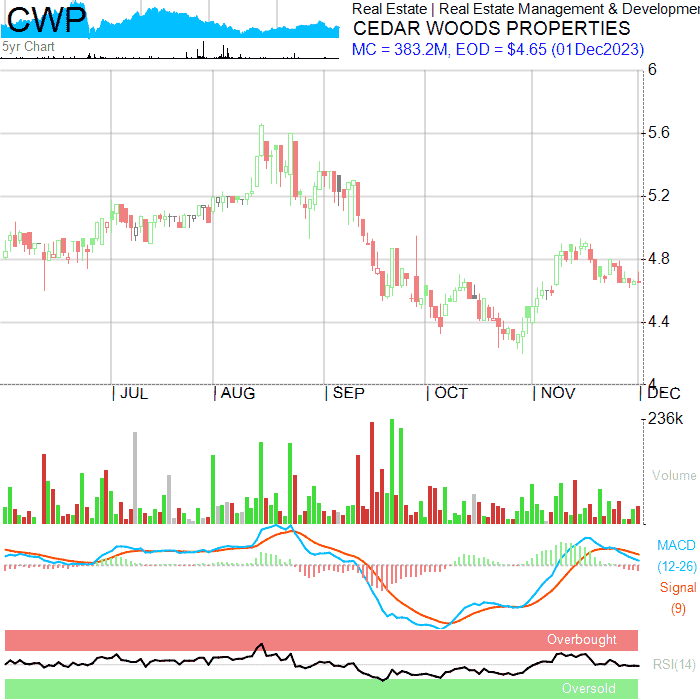 CWP
5yr Chart
Real Estate | Real Estate Management & Developmen
CEDAR WOODS PROPERTIES
MC = 383.2M, EOD = $4.65 (01Dec2023)
6
5.6
5.2
4.8
4.4
4
| JUL | AUG | SEP | OCT | NOV | DEC
236k
Volume
MACD
(12-26)
Signal
(9)
Overbought
RSI(14)
Oversold